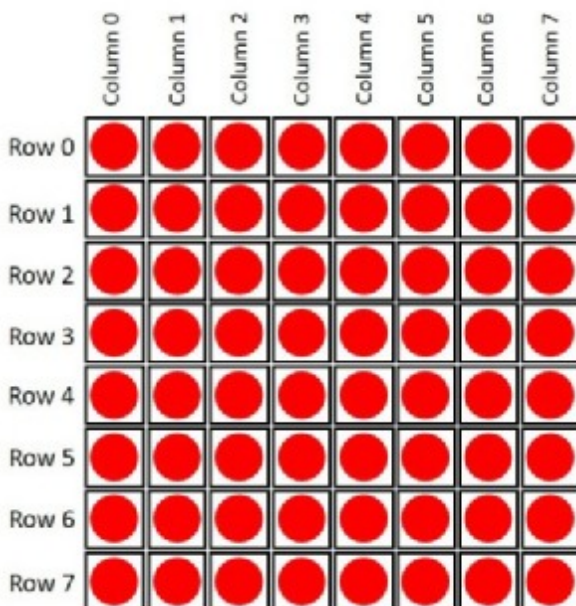 Column 0
Column 1
Column 2
Column 3
Column 4
Column 5
Column 6
Column 7
Row 0
Row 1
Row 2
Row 3
Row 4
Row 5
Row 6
Row 7